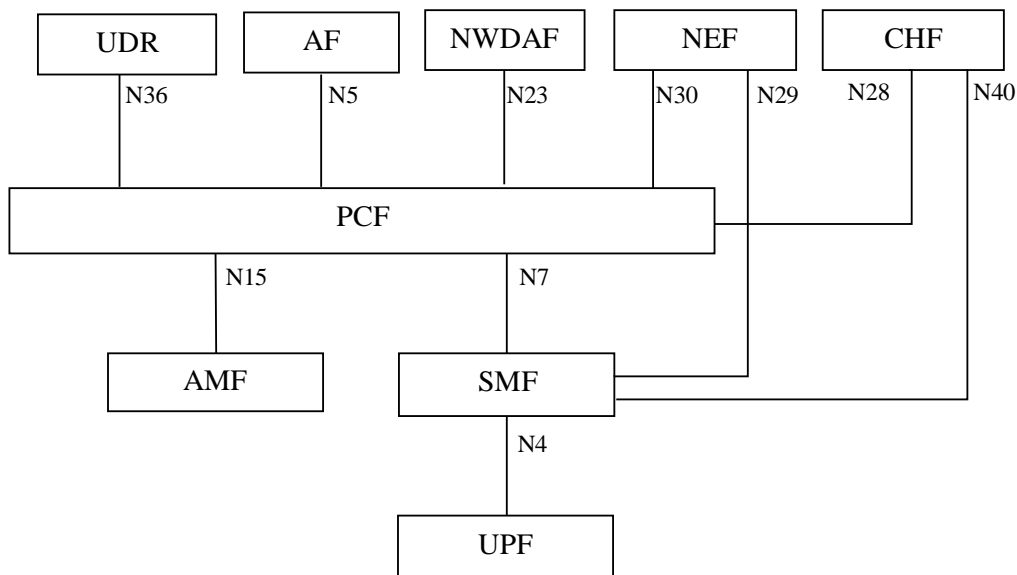 UDR
AF
NWDAF
NEF
CHF
N36
N5
N23
N30
N29
N28
N40
PCF
N15
N7
AMF
SMF
N4
UPF